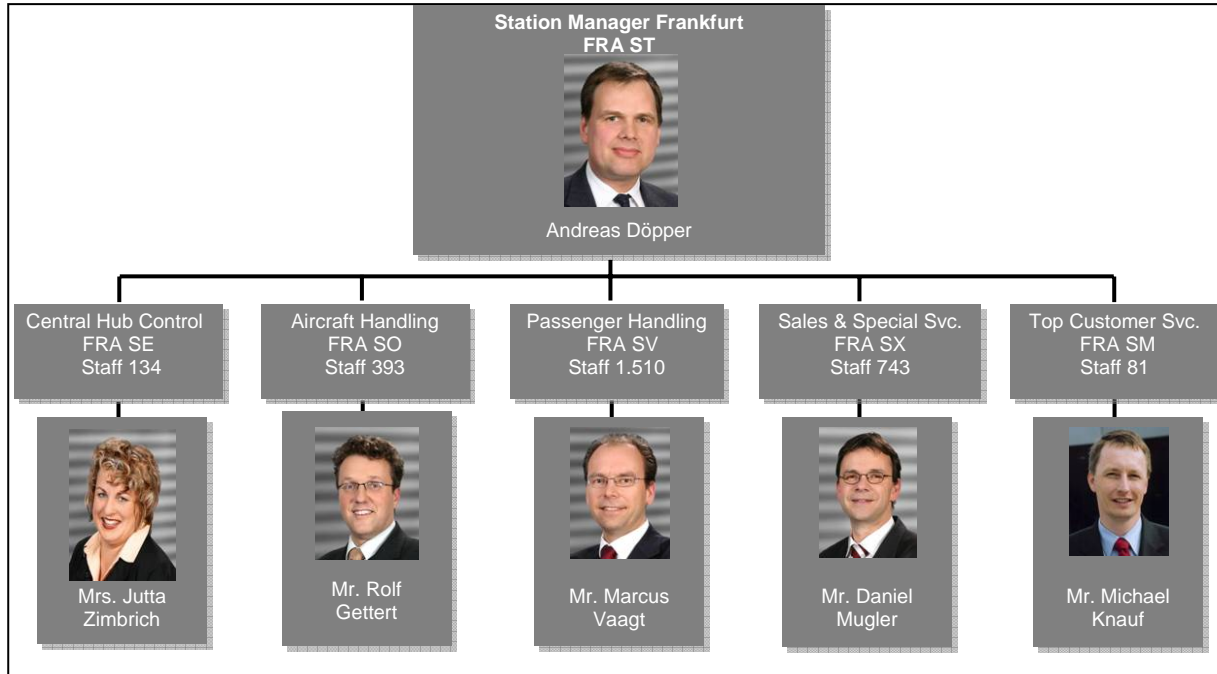 Station Manager Frankfurt
FRA ST
Andreas Döpper
Central Hub Control
FRA SE
Staff 134
Aircraft Handling
FRA SO
Staff 393
Passenger Handling
FRA SV
Staff 1.510
Sales & Special Svc.
FRA SX
Staff 743
Top Customer Svc.
FRA SM
Staff 81
Mrs. Jutta
Zimbrich
Mr. Rolf
Gettert
Mr. Marcus
Vaagt
Mr. Daniel
Mugler
Mr. Michael
Knauf